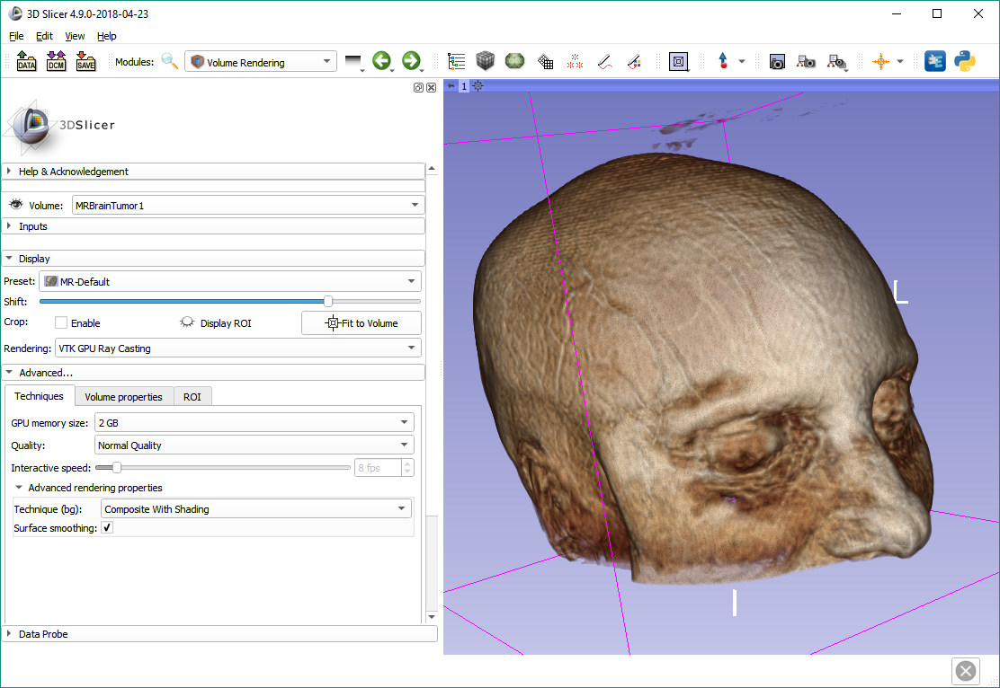 3D Slicer 4.9.0-2018-04-23
File Edit View Help
DATA DCM SAVE Modules: Volume Rendering
1
3DSlicer
Help & Acknowledgement
Volume: MRBrainTumor1
Inputs
Display
Preset: MR-Default
Shift:
Crop: Enable Display ROI Fit to Volume
Rendering: VTK GPU Ray Casting
Advanced...
Techniques Volume properties ROI
GPU memory size: 2 GB
Quality: Normal Quality
Interactive speed: 8 fps
Advanced rendering properties
Technique (bg): Composite With Shading
Surface smoothing:
Data Probe
L
I